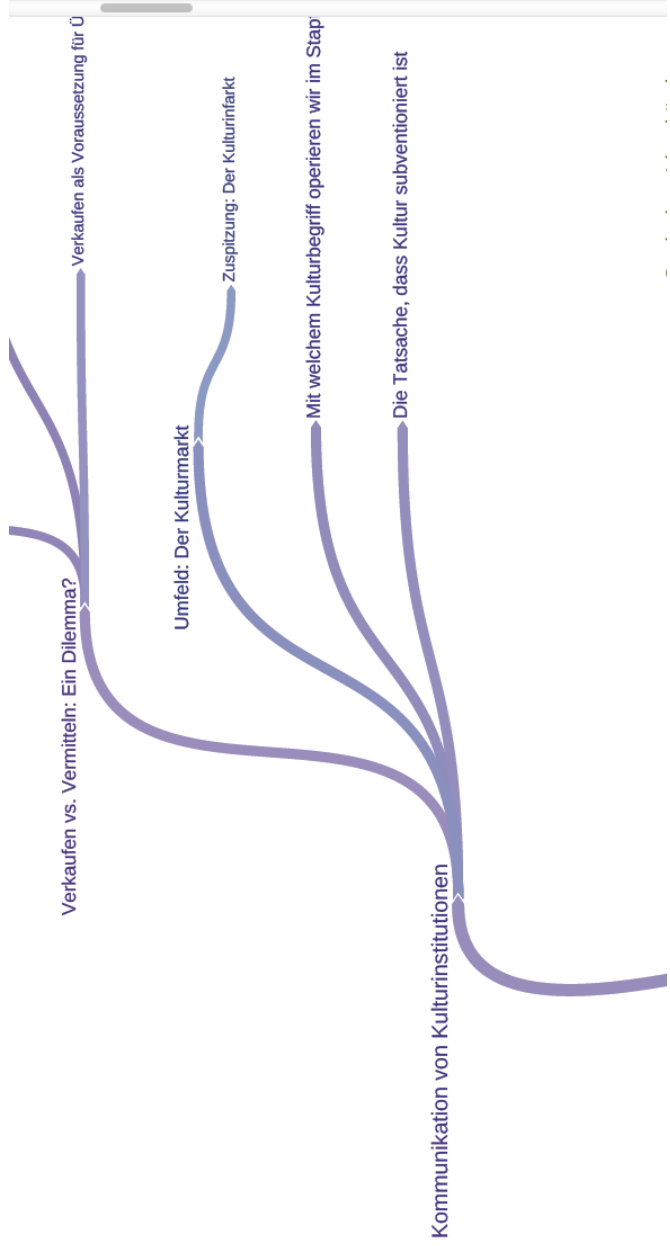 Verkaufen als Voraussetzung für
Verkaufen vs. Vermitteln: Ein Dilemma?
Zuspitzung: Der Kulturinfarkt
Umfeld: Der Kulturmarkt
Mit welchem Kulturbegriff operieren wir im
Die Tatsache, dass Kultur subventioniert ist
Kommunikation von Kulturinstitutionen